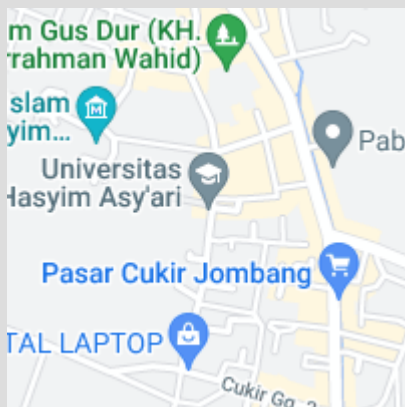 m Gus Dur (KH.
rrahman Wahid)
slam
yim...
Pab
Universitas
Hasyim Asy'ari
Pasar Cukir Jombang
TAL LAPTOP
Cukir Gg. 2